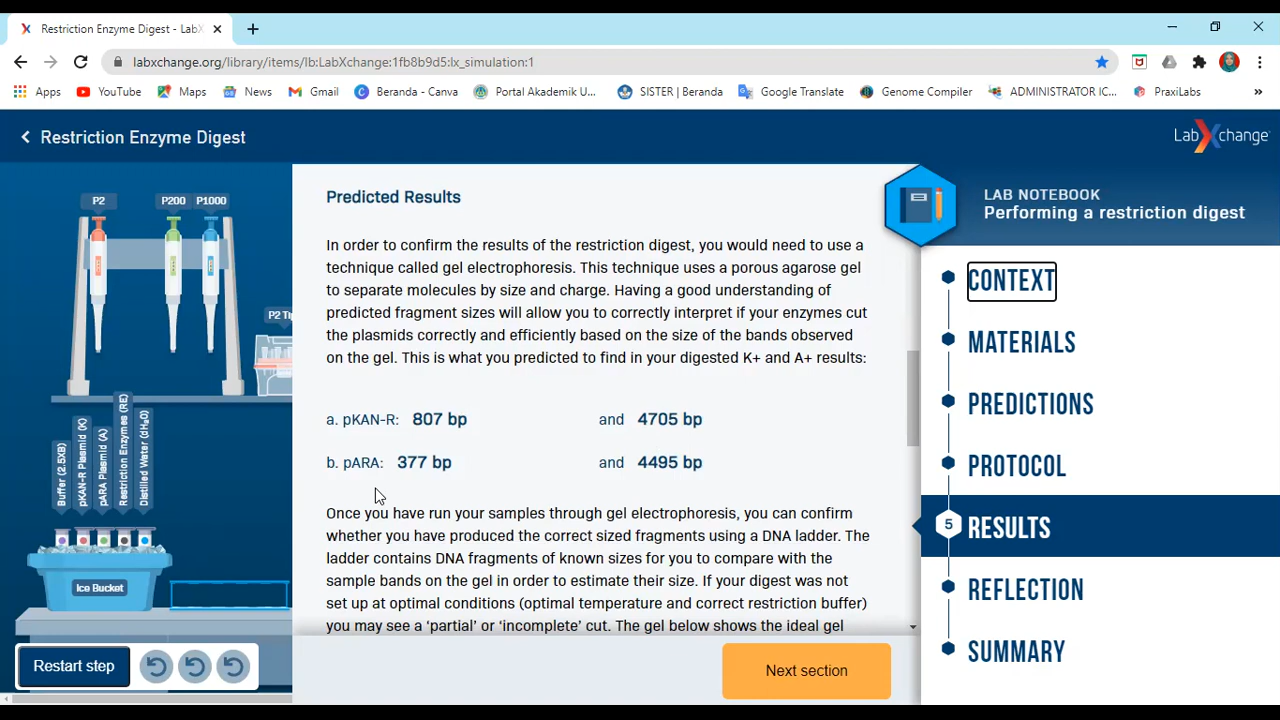 Restriction Enzyme Digest - LabX
labxchange.org/library/items/lb:LabXchange:1fb8b9d5:lx_simulation:1
Apps YouTube Maps News Gmail Beranda - Canva Portal Akademik U... SISTER | Beranda Google Translate Genome Compiler ADMINISTRATOR IC... PraxiLabs »
Restriction Enzyme Digest
LabXchange
P2 P200 P1000
P2 Ti
Buffer (2.5XB)
pKAN-R Plasmid (K)
pARA Plasmid (A)
Restriction Enzymes (RE)
Distilled Water (dH₂O)
Ice Bucket
Restart step
Predicted Results
In order to confirm the results of the restriction digest, you would need to use a
technique called gel electrophoresis. This technique uses a porous agarose gel
to separate molecules by size and charge. Having a good understanding of
predicted fragment sizes will allow you to correctly interpret if your enzymes cut
the plasmids correctly and efficiently based on the size of the bands observed
on the gel. This is what you predicted to find in your digested K+ and A+ results:
a. pKAN-R: 807 bp and 4705 bp
b. pARA: 377 bp and 4495 bp
Once you have run your samples through gel electrophoresis, you can confirm
whether you have produced the correct sized fragments using a DNA ladder. The
ladder contains DNA fragments of known sizes for you to compare with the
sample bands on the gel in order to estimate their size. If your digest was not
set up at optimal conditions (optimal temperature and correct restriction buffer)
you may see a ‘partial’ or ‘incomplete’ cut. The gel below shows the ideal gel
Next section
LAB NOTEBOOK
Performing a restriction digest
CONTEXT
MATERIALS
PREDICTIONS
PROTOCOL
5 RESULTS
REFLECTION
SUMMARY